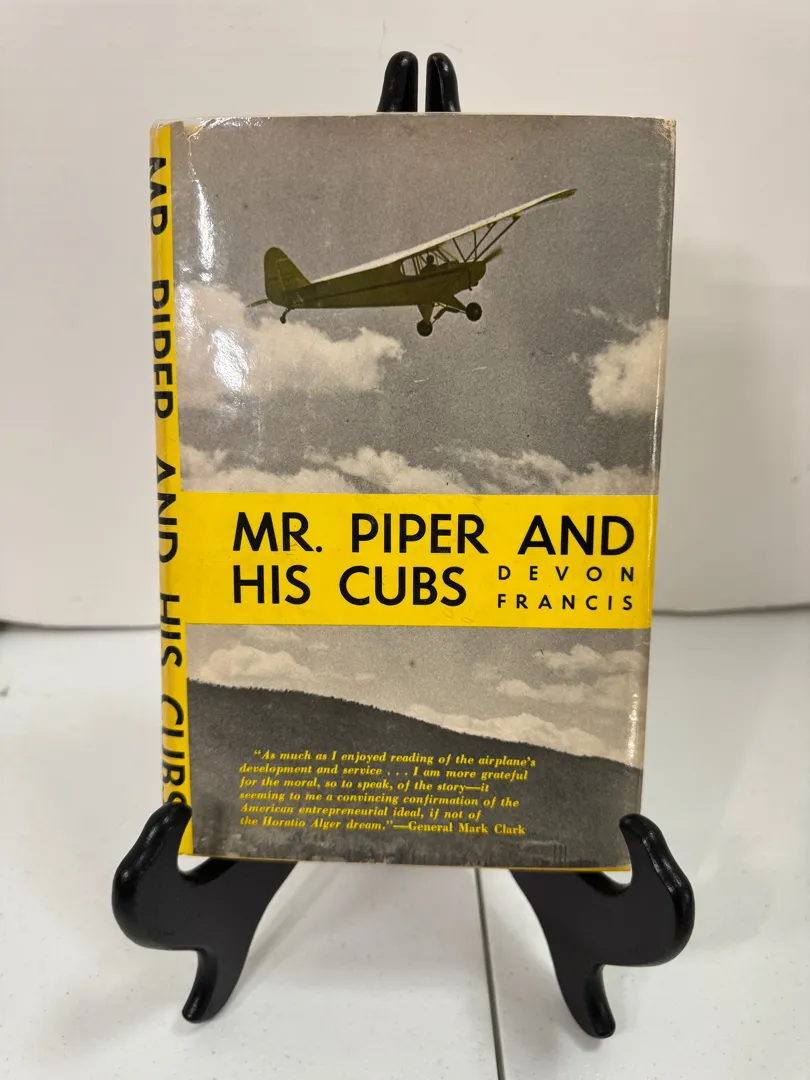 MR. PIPER AND HIS CUBS
MR. PIPER AND
HIS CUBS
DEVON
FRANCIS
"As much as I enjoyed reading of the airplane's
development and service . . . I am more grateful
for the moral, so to speak, of the story—it
seeming to me a convincing confirmation of the
American entrepreneurial ideal, if not of
the Horatio Alger dream."—General Mark Clark